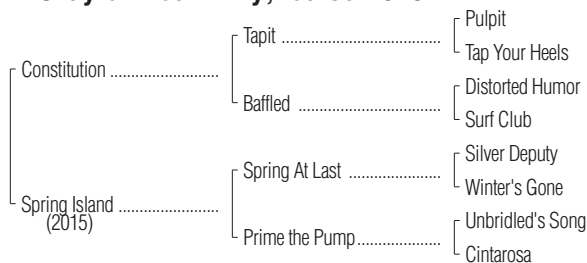 Pulpit
Tapit ........................................
Tap Your Heels
Constitution ...........................
Distorted Humor
Baffled ....................................
Surf Club
Silver Deputy
Spring At Last .......................
Winter's Gone
Spring Island .........................
(2015)
Unbridled's Song
Prime the Pump.....................
Cintarosa